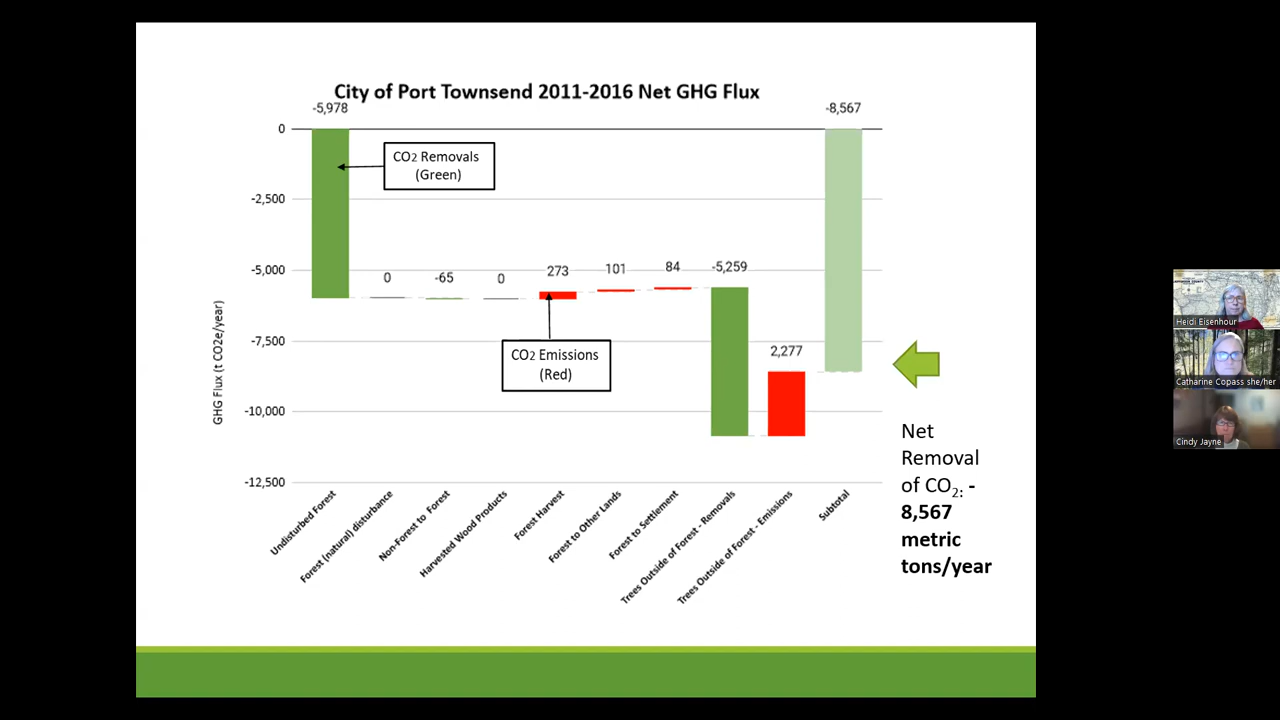 City of Port Townsend 2011-2016 Net GHG Flux
-5,978
-8,567
0
CO2 Removals
(Green)
-2,500
-5,000
0
-65
0
273
101
84
-5,259
-7,500
CO2 Emissions
(Red)
2,277
-10,000
-12,500
GHG Flux (t CO2e/year)
Undisturbed Forest
Forest (natural) disturbance
Non-Forest to Forest
Harvested Wood Products
Forest Harvest
Forest to Other Lands
Forest to Settlement
Trees Outside of Forest - Removals
Trees Outside of Forest - Emissions
Subtotal
Net
Removal
of CO2: -
8,567
metric
tons/year
Heidi Eisenhour
Catharine Copass she/her
Cindy Jayne